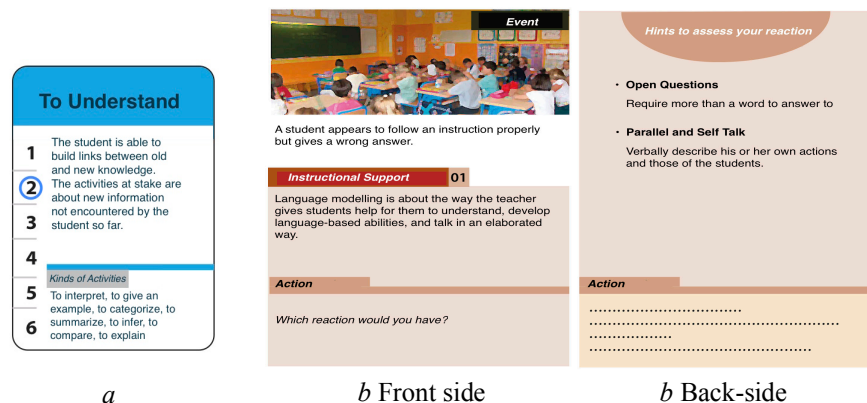 To Understand
1
2
3
4
5
6
The student is able to
build links between old
and new knowledge.
The activities at stake are
about new information
not encountered by the
student so far.
Kinds of Activities
To interpret, to give an
example, to categorize, to
summarize, to infer, to
compare, to explain
a
Event
A student appears to follow an instruction properly
but gives a wrong answer.
Instructional Support 01
Language modelling is about the way the teacher
gives students help for them to understand, develop
language-based abilities, and talk in an elaborated
way.
Action
Which reaction would you have?
b Front side
Hints to assess your reaction
• Open Questions
Require more than a word to answer to
• Parallel and Self Talk
Verbally describe his or her own actions
and those of the students.
Action
b Back-side